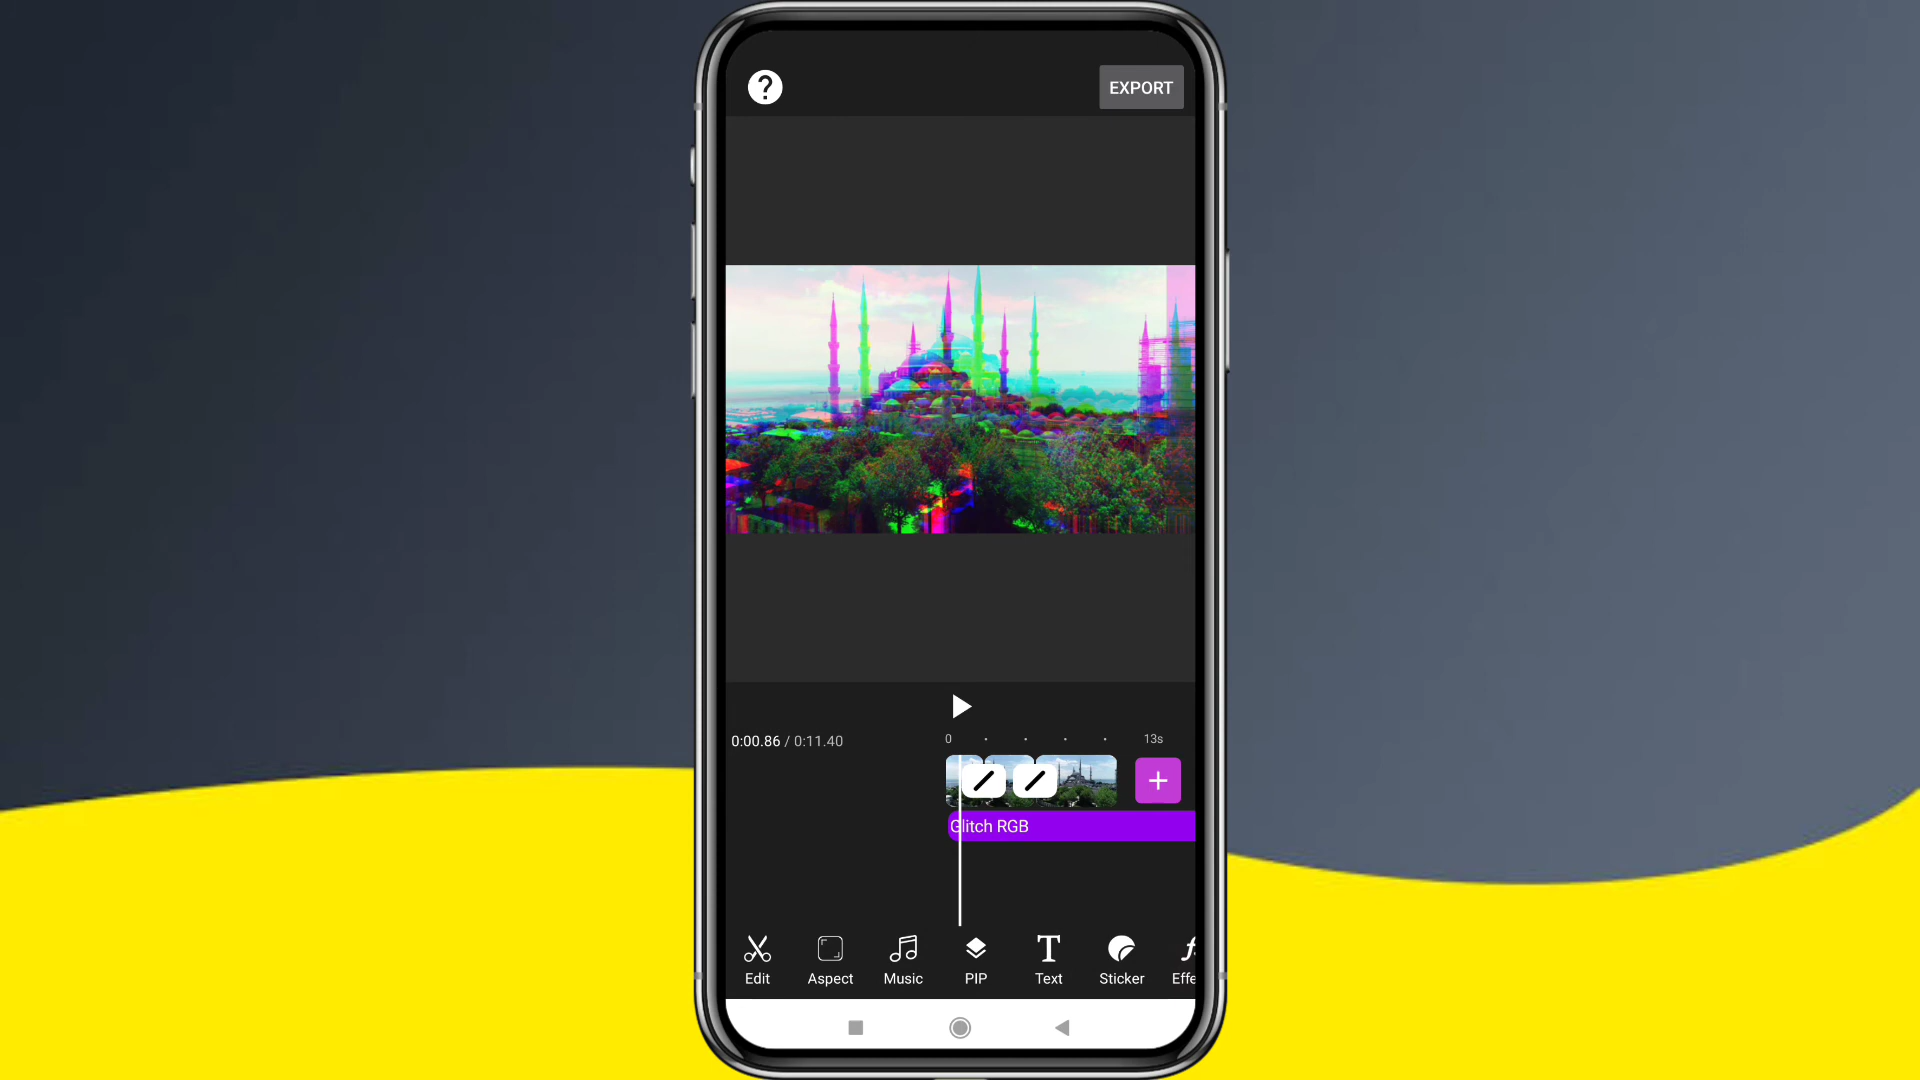 ?
EXPORT
0:00.86 / 0:11.40
0
13s
Glitch RGB
Edit
Aspect
Music
PIP
Text
Sticker
Effe